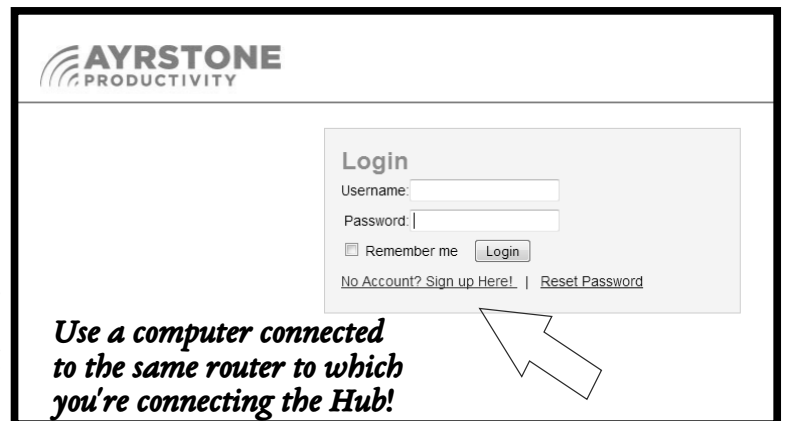 AYRSTONE
PRODUCTIVITY
Login
Username:
Password:
Remember me Login
No Account? Sign up Here! | Reset Password
Use a computer connected
to the same router to which
you're connecting the Hub!